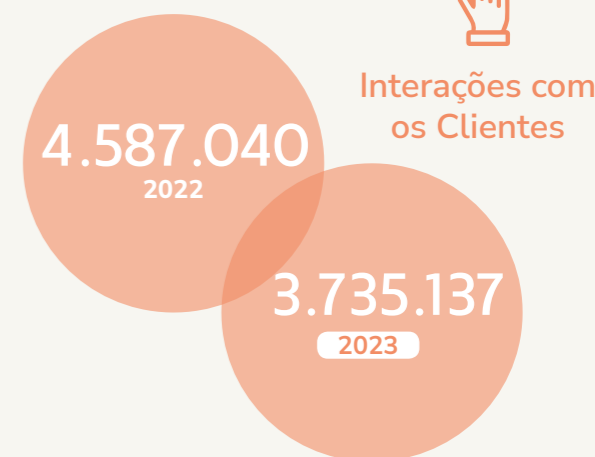 Interações com
os Clientes
4.587.040
2022
3.735.137
2023